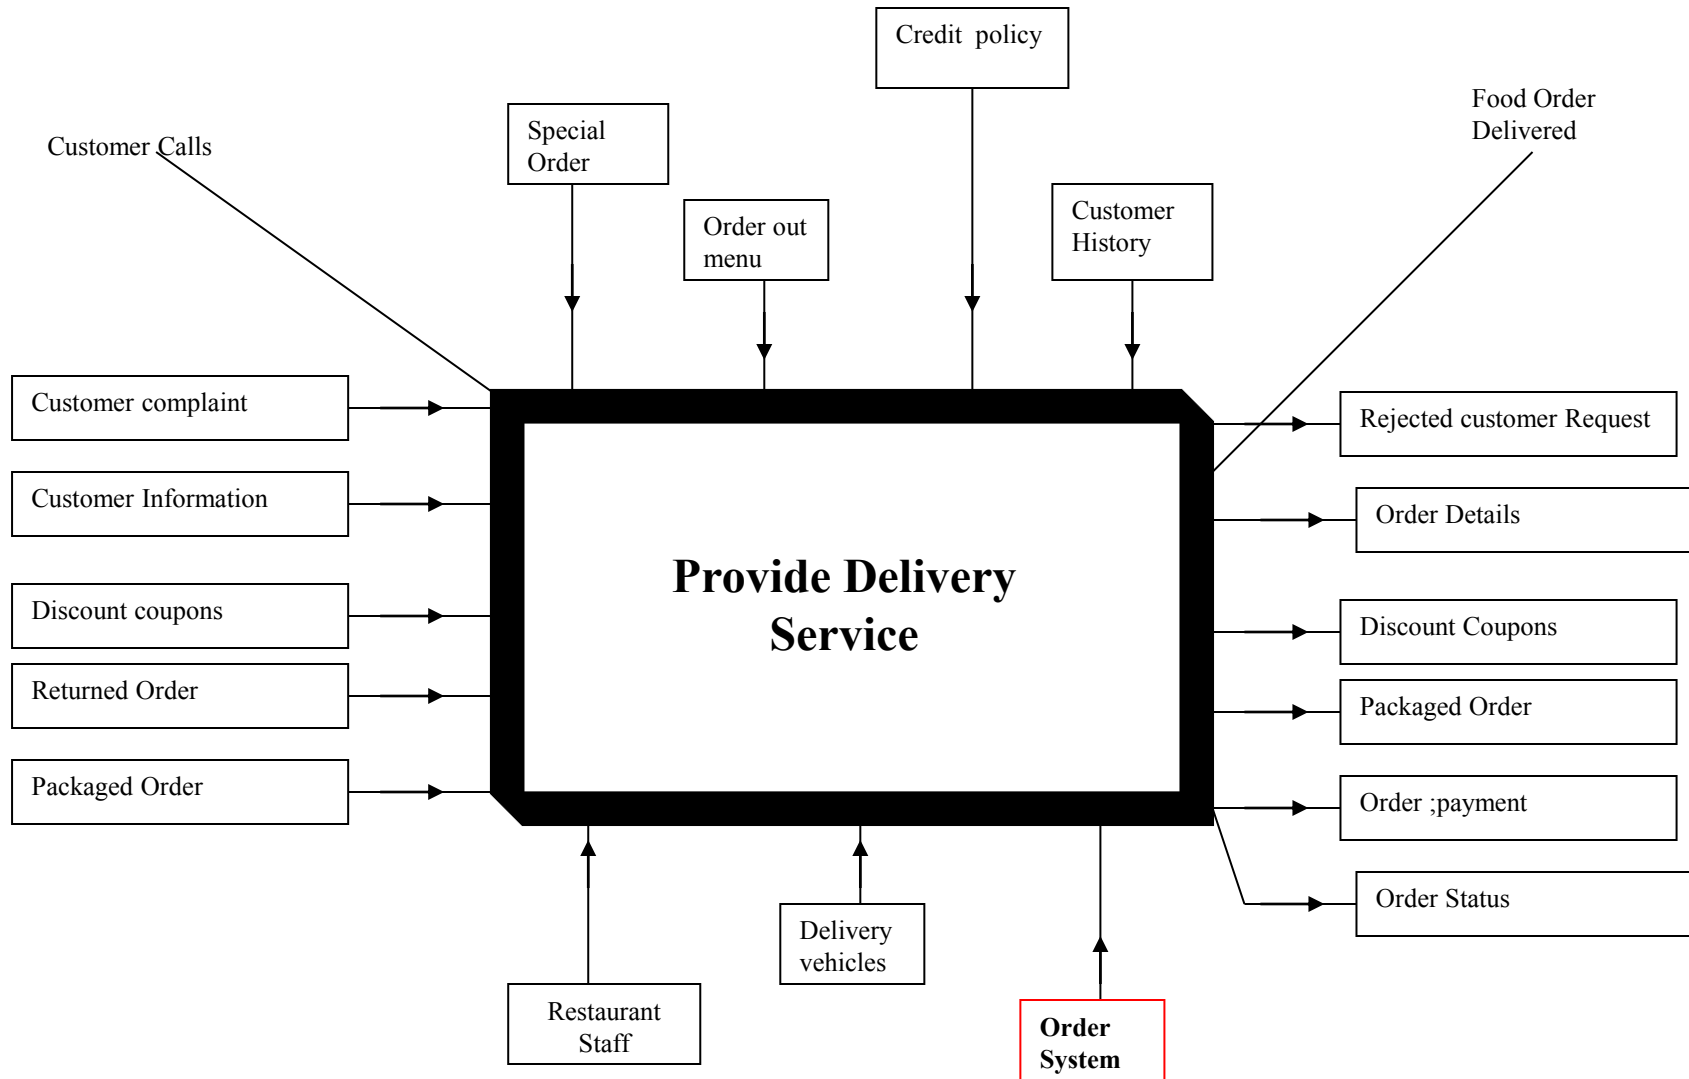 Credit policy
Food Order
Delivered
Customer Calls
Special
Order
Order out
menu
Customer
History
Customer complaint
Customer Information
Discount coupons
Returned Order
Packaged Order
Provide Delivery
Service
Rejected customer Request
Order Details
Discount Coupons
Packaged Order
Order ;payment
Order Status
Restaurant
Staff
Delivery
vehicles
Order
System